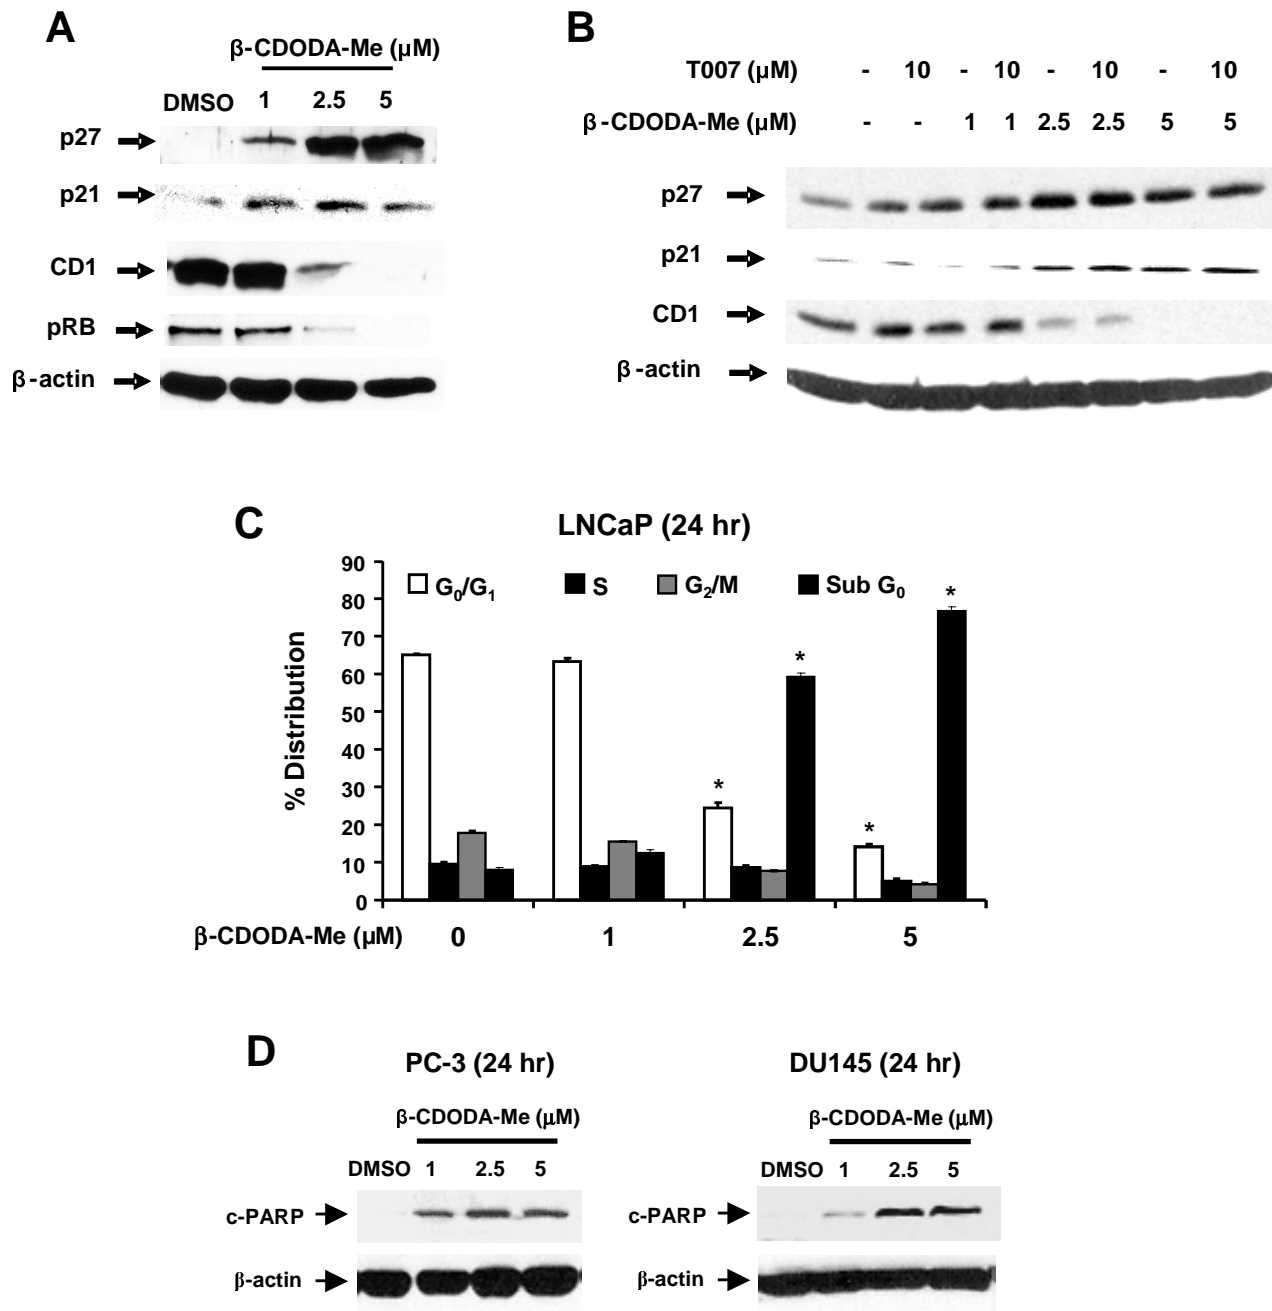 A
β-CDODA-Me (μM)
DMSO 1 2.5 5
p27
p21
CD1
pRB
β-actin
B
T007 (μM) - 10 - 10 - 10 - 10
β-CDODA-Me (μM) - - 1 1 2.5 2.5 5 5
p27
p21
CD1
β-actin
C
LNCaP (24 hr)
G0/G1 S G2/M Sub G0
% Distribution
90
80
70
60
50
40
30
20
10
0
* * * *
β-CDODA-Me (μM) 0 1 2.5 5
D
PC-3 (24 hr)
β-CDODA-Me (μM)
DMSO 1 2.5 5
c-PARP
β-actin
DU145 (24 hr)
β-CDODA-Me (μM)
DMSO 1 2.5 5
c-PARP
β-actin